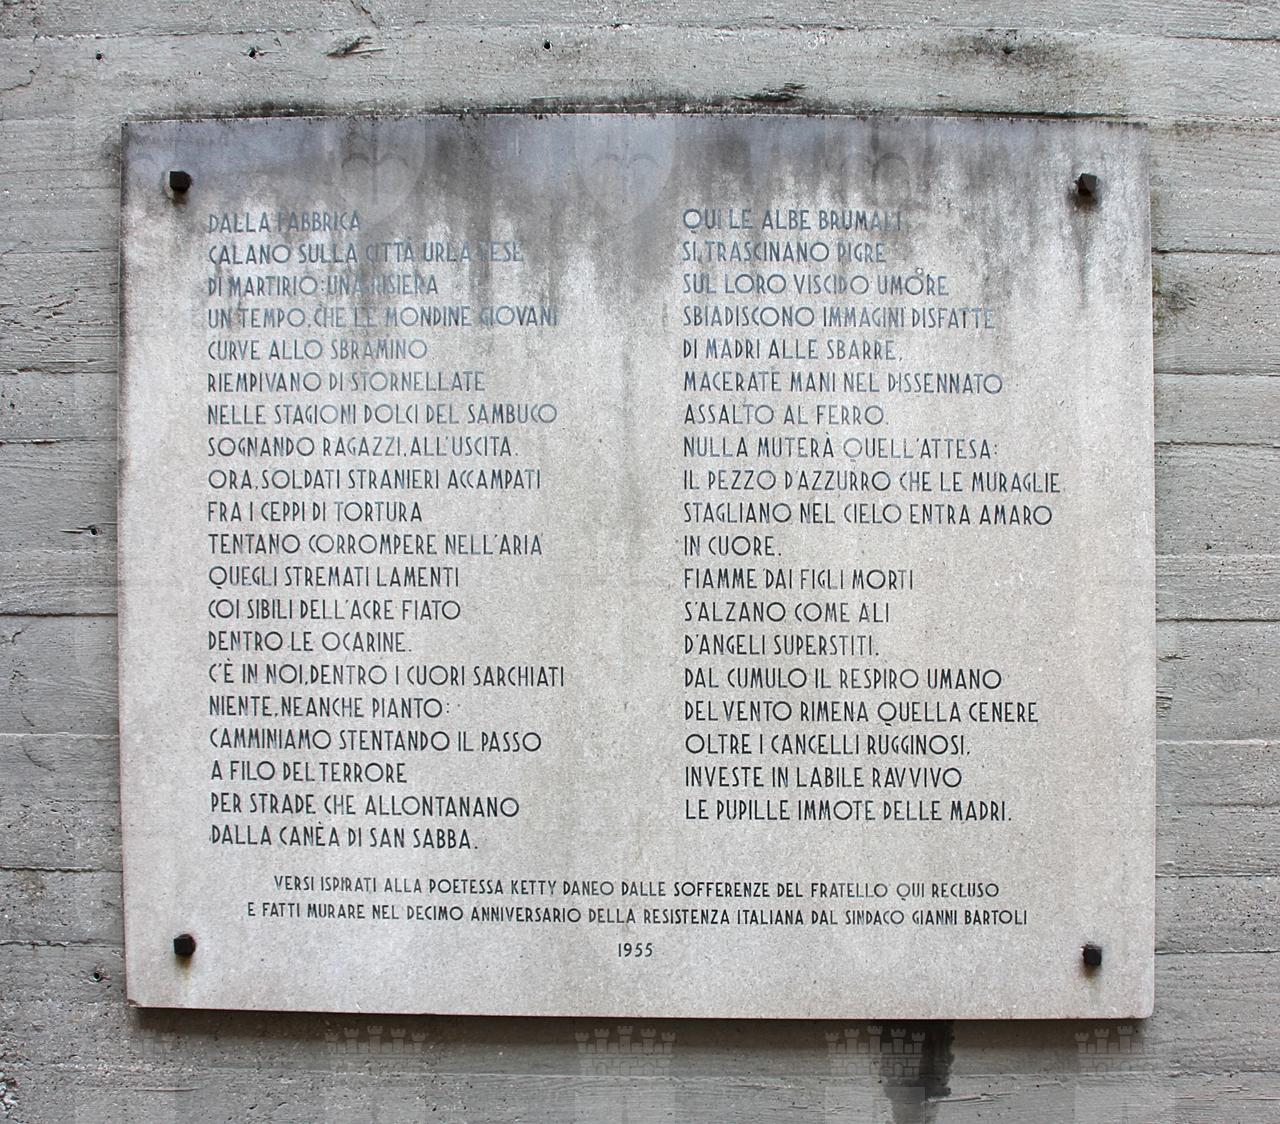 DALLA FABBRICA
CALANO SULLA CITTÀ URLA TESE
DI MARTIRIO: UNA RISIERA
UN TEMPO, CHE LE MONDINE GIOVANI
CURVE ALLO SBRAMINO
RIEMPIVANO DI STORNELLATE
NELLE STAGIONI DOLCI DEL SAMBUCO
SOGNANDO RAGAZZI, ALL'USCITA.
ORA, SOLDATI STRANIERI ACCAMPATI
FRA I CEPPI DI TORTURA
TENTANO CORROMPERE NELL'ARIA
QUEGLI STREMATI LAMENTI
COI SIBILI DELL'ACRE FIATO
DENTRO LE OCARINE.
C'È IN NOI, DENTRO I CUORI SARCHIATI
NIENTE, NEANCHE PIANTO:
CAMMINIAMO STENTANDO IL PASSO
A FILO DEL TERRORE
PER STRADE CHE ALLONTANANO
DALLA CANÈA DI SAN SABBA.
QUI LE ALBE BRUMALI
SI TRASCINANO PIGRE
SUL LORO VISCIDO UMORE
SBIADISCONO IMMAGINI DISFATTE
DI MADRI ALLE SBARRE,
MACERATE MANI NEL DISSENNATO
ASSALTO AL FERRO.
NULLA MUTERÀ QUELL'ATTESA:
IL PEZZO D'AZZURRO CHE LE MURAGLIE
STAGLIANO NEL CIELO ENTRA AMARO
IN CUORE.
FIAMME DAI FIGLI MORTI
S'ALZANO COME ALI
D'ANGELI SUPERSTITI.
DAL CUMULO IL RESPIRO UMANO
DEL VENTO RIMENA QUELLA CENERE
OLTRE I CANCELLI RUGGINOSI,
INVESTE IN LABILE RAVVIVO
LE PUPILLE IMMOTE DELLE MADRI.
VERSI ISPIRATI ALLA POETESSA KETTY DANEO DALLE SOFFERENZE DEL FRATELLO QUI RECLUSO
E FATTI MURARE NEL DECIMO ANNIVERSARIO DELLA RESISTENZA ITALIANA DAL SINDACO GIANNI BARTOLI
1955